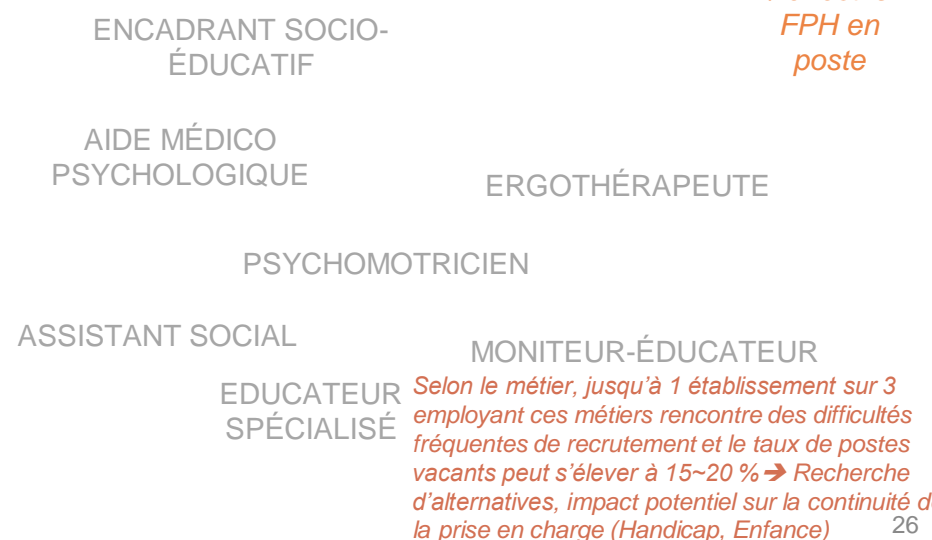 FPH en
poste
ENCADRANT SOCIO-
ÉDUCATIF
AIDE MÉDICO
PSYCHOLOGIQUE
ERGOTHÉRAPEUTE
PSYCHOMOTRICIEN
ASSISTANT SOCIAL
MONITEUR-ÉDUCATEUR
EDUCATEUR
SPÉCIALISÉ
Selon le métier, jusqu’à 1 établissement sur 3
employant ces métiers rencontre des difficultés
fréquentes de recrutement et le taux de postes
vacants peut s’élever à 15~20 % ➔ Recherche
d’alternatives, impact potentiel sur la continuité
la prise en charge (Handicap, Enfance)
26